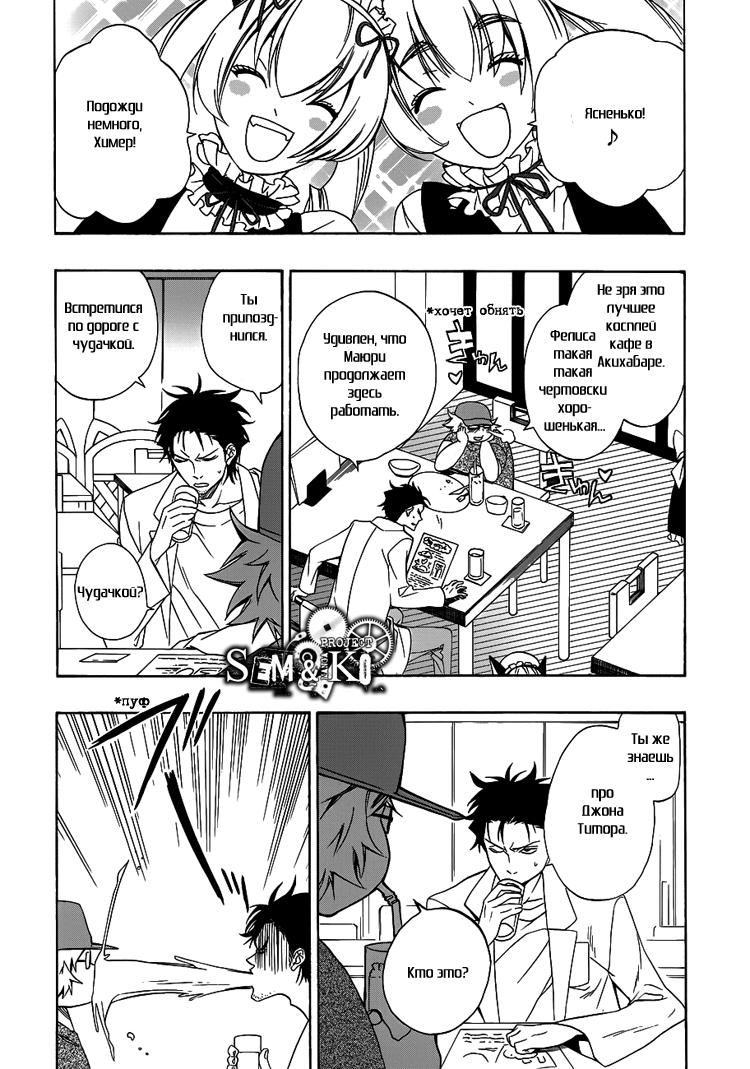 Ясненько!
♪
Подожди
немного,
Химер!
Не зря это
лучшее
косплей
кафе в
Акихабаре.
Фелиса
такая
такая
чертовски
хоро-
шенькая...
*хочет обнять
Удивлен, что
Маюри
продолжает
здесь
работать.
Ты
припозд-
нился.
Встретился
по дороге с
чудачкой.
Чудачкой?
PROJECT
SEM&KO
Ты же
знаешь
...
про
Джона
Титора.
Кто это?
*пуф